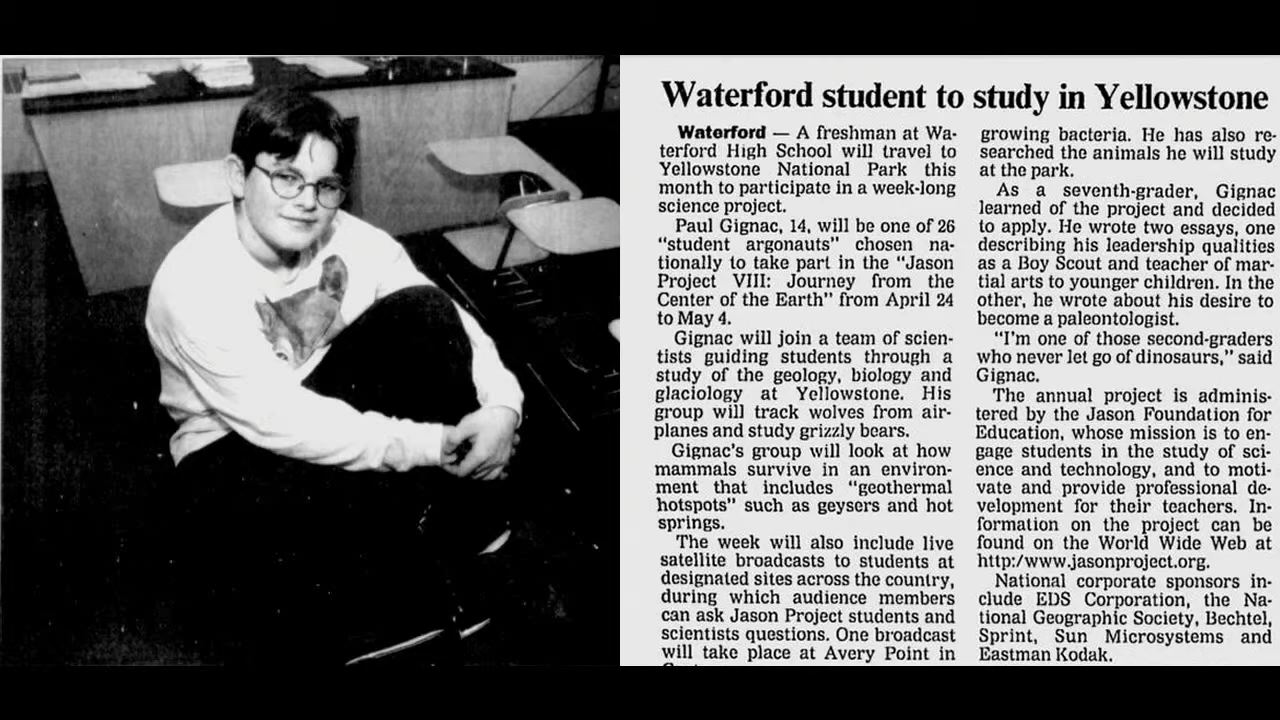 Waterford student to study in Yellowstone
Waterford — A freshman at Wa-
terford High School will travel to
Yellowstone National Park this
month to participate in a week-long
science project.
Paul Gignac, 14, will be one of 26
“student argonauts” chosen na-
tionally to take part in the “Jason
Project VIII: Journey from the
Center of the Earth” from April 24
to May 4.
Gignac will join a team of scien-
tists guiding students through a
study of the geology, biology and
glaciology at Yellowstone. His
group will track wolves from air-
planes and study grizzly bears.
Gignac's group will look at how
mammals survive in an environ-
ment that includes “geothermal
hotspots” such as geysers and hot
springs.
The week will also include live
satellite broadcasts to students at
designated sites across the country,
during which audience members
can ask Jason Project students and
scientists questions. One broadcast
will take place at Avery Point in
growing bacteria. He has also re-
searched the animals he will study
at the park.
As a seventh-grader, Gignac
learned of the project and decided
to apply. He wrote two essays, one
describing his leadership qualities
as a Boy Scout and teacher of mar-
tial arts to younger children. In the
other, he wrote about his desire to
become a paleontologist.
“I'm one of those second-graders
who never let go of dinosaurs,” said
Gignac.
The annual project is adminis-
tered by the Jason Foundation for
Education, whose mission is to en-
gage students in the study of sci-
ence and technology, and to moti-
vate and provide professional de-
velopment for their teachers. In-
formation on the project can be
found on the World Wide Web at
http:/www.jasonproject.org.
National corporate sponsors in-
clude EDS Corporation, the Na-
tional Geographic Society, Bechtel,
Sprint, Sun Microsystems and
Eastman Kodak.